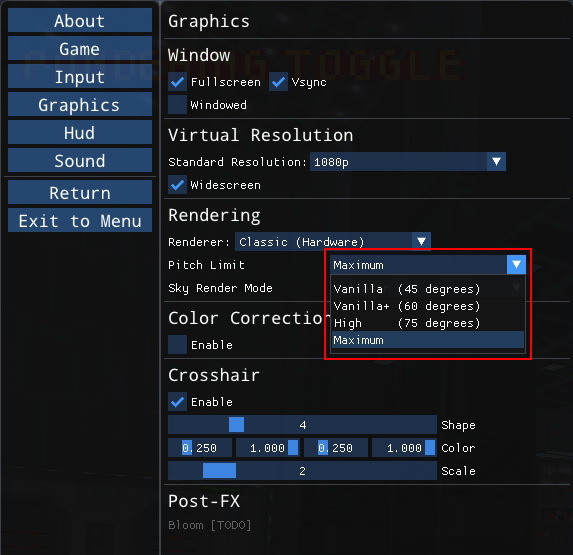 About
Game
Input
Graphics
Hud
Sound
Return
Exit to Menu
Graphics
Window
Fullscreen Vsync
Windowed
Virtual Resolution
Standard Resolution: 1080p
Widescreen
Rendering
Renderer: Classic (Hardware)
Pitch Limit Maximum
Vanilla (45 degrees)
Vanilla+ (60 degrees)
High (75 degrees)
Maximum
Sky Render Mode
Color Correction
Enable
Crosshair
Enable
4 Shape
0.250 1.000 0.250 1.000 Color
2 Scale
Post-FX
Bloom [TODO]